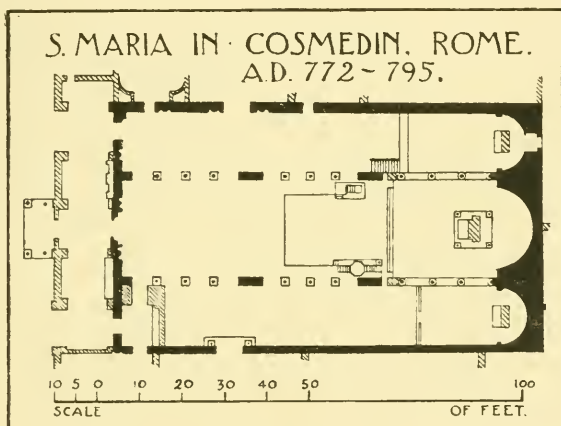 S. MARIA IN · COSMEDIN, ROME.
A.D. 772 ~ 795.
10 5 0 10 20 30 40 50 100
SCALE OF FEET.